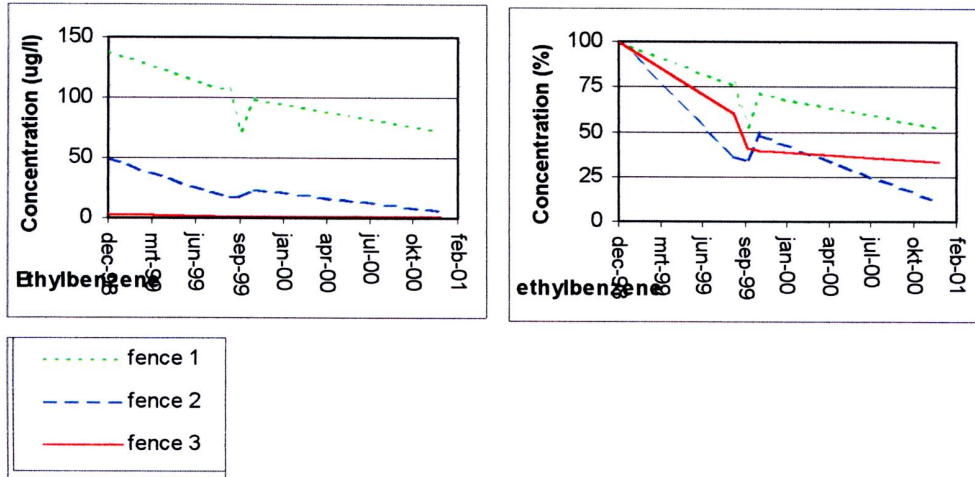 Concentration (ug/l)
150
100
50
0
dec-98
mrt-99
jun-99
sep-99
jan-00
apr-00
jul-00
okt-00
feb-01
Ethylbenzene
Concentration (%)
100
75
50
25
0
dec-98
mrt-99
jun-99
sep-99
jan-00
apr-00
jul-00
okt-00
feb-01
ethylbenzene
fence 1
fence 2
fence 3